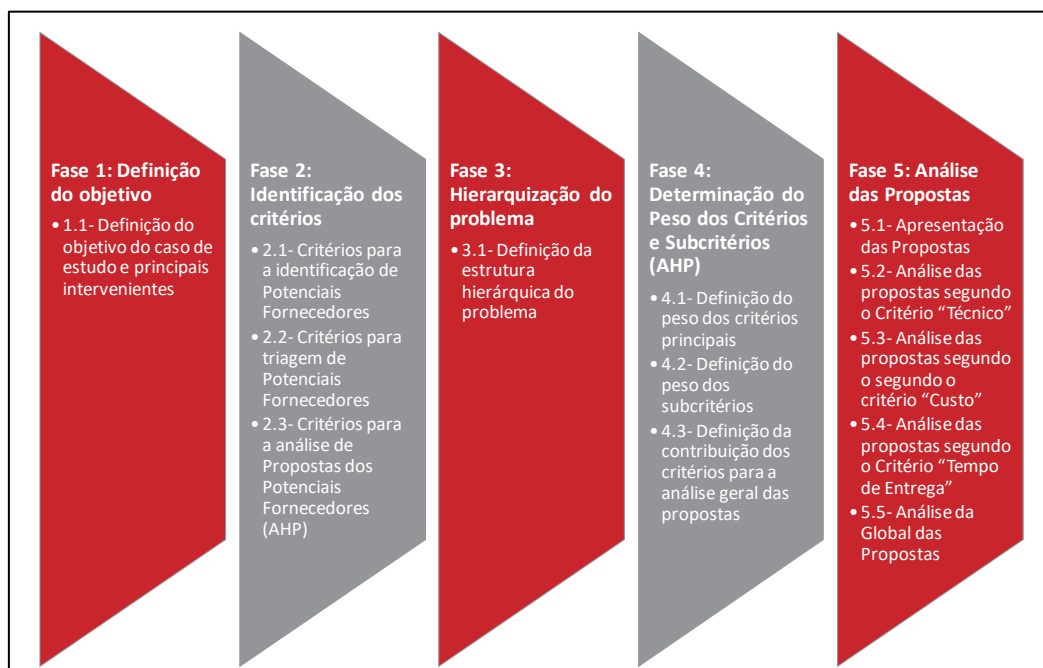 Fase 1: Definição
do objetivo
• 1.1- Definição do
objetivo do caso de
estudo e principais
intervenientes
Fase 2:
Identificação dos
critérios
• 2.1- Critérios para
a identificação de
Potenciais
Fornecedores
• 2.2- Critérios para
triagem de
Potenciais
Fornecedores
• 2.3- Critérios para
a análise de
Propostas dos
Potenciais
Fornecedores
(AHP)
Fase 3:
Hierarquização do
problema
• 3.1- Definição da
estrutura
hierárquica do
problema
Fase 4:
Determinação do
Peso dos Critérios
e Subcritérios
(AHP)
• 4.1- Definição do
peso dos critérios
principais
• 4.2- Definição do
peso dos
subcritérios
• 4.3- Definição da
contribuição dos
critérios para a
análise geral das
propostas
Fase 5: Análise
das Propostas
• 5.1- Apresentação
das Propostas
• 5.2- Análise das
propostas segundo
o Critério “Técnico”
• 5.3- Análise das
propostas segundo
o segundo o
critério “Custo”
• 5.4- Análise das
propostas segundo
o Critério “Tempo
de Entrega”
• 5.5- Análise da
Global das
Propostas